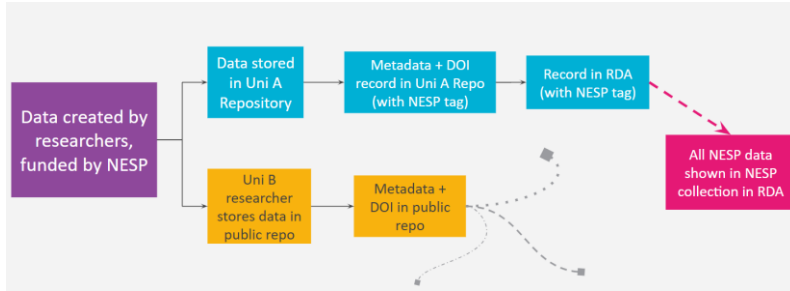 Data created by
researchers,
funded by NESP
Data stored
in Uni A
Repository
Metadata + DOI
record in Uni A Repo
(with NESP tag)
Record in RDA
(with NESP tag)
All NESP data
shown in NESP
collection in RDA
Uni B
researcher
stores data in
public repo
Metadata +
DOI in public
repo